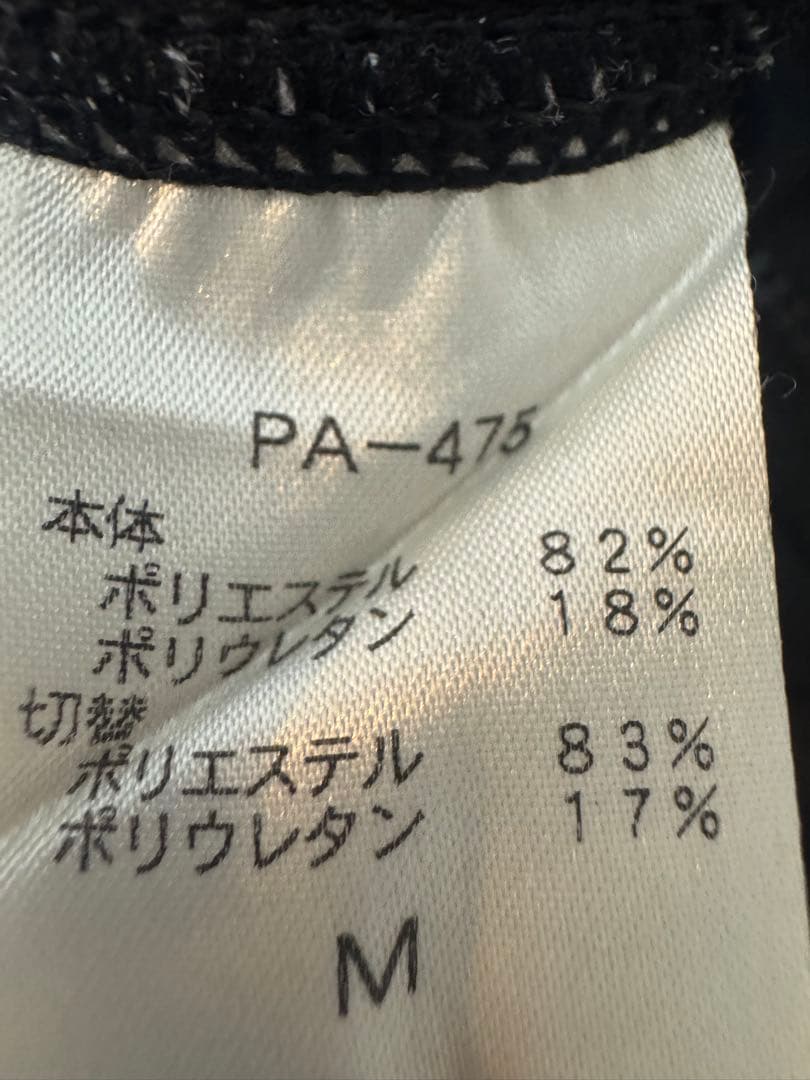 PA-475
本体
ポリエステル 82%
ポリウレタン 18%
切替
ポリエステル 83%
ポリウレタン 17%
M